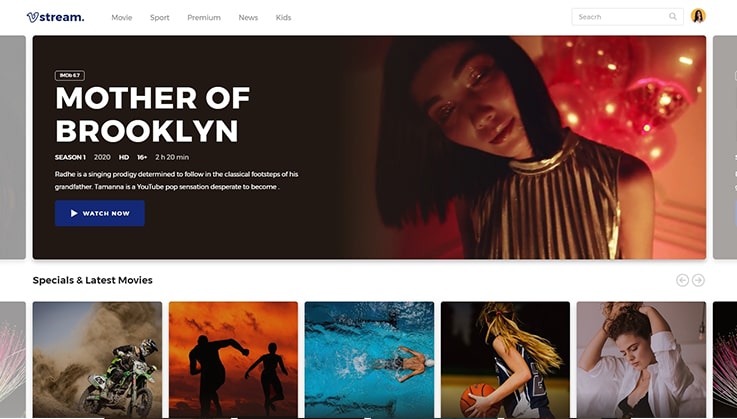 Vstream.
Movie Sport Premium News Kids
Seacrh
IMDb 6.7
MOTHER OF
BROOKLYN
SEASON 1 2020 HD 16+ 2 h 20 min
Radhe is a singing prodigy determined to follow in the classical footsteps of his
grandfather. Tamanna is a YouTube pop sensation desperate to become .
WATCH NOW
Specials & Latest Movies